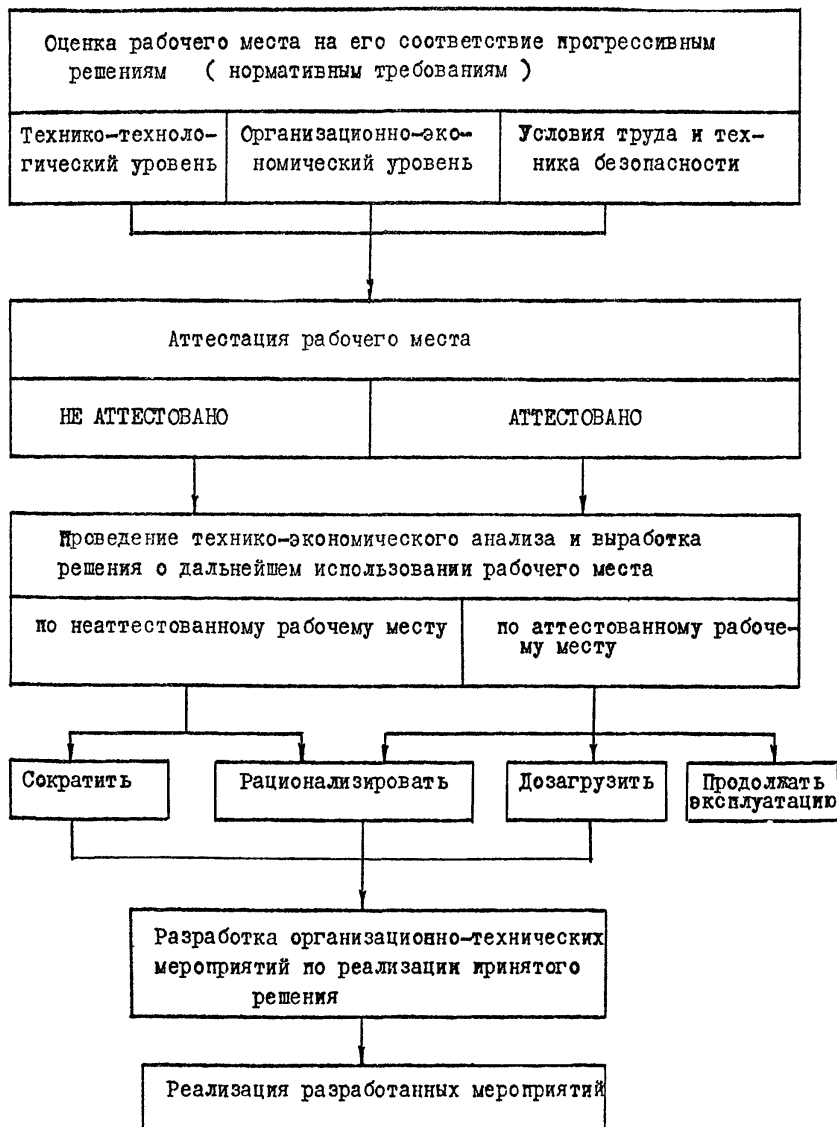 Оценка рабочего места на его соответствие прогрессивным
решениям ( нормативным требованиям )
Технико-техноло-
гический уровень
Организационно-эко-
номический уровень
Условия труда и тех-
ника безопасности
Аттестация рабочего места
НЕ АТТЕСТОВАНО
АТТЕСТОВАНО
Проведение технико-экономического анализа и выработка
решения о дальнейшем использовании рабочего места
по неаттестованному рабочему месту
по аттестованному рабоче-
му месту
Сократить
Рационализировать
Дозагрузить
Продолжать
эксплуатацию
Разработка организационно-технических
мероприятий по реализации принятого
решения
Реализация разработанных мероприятий